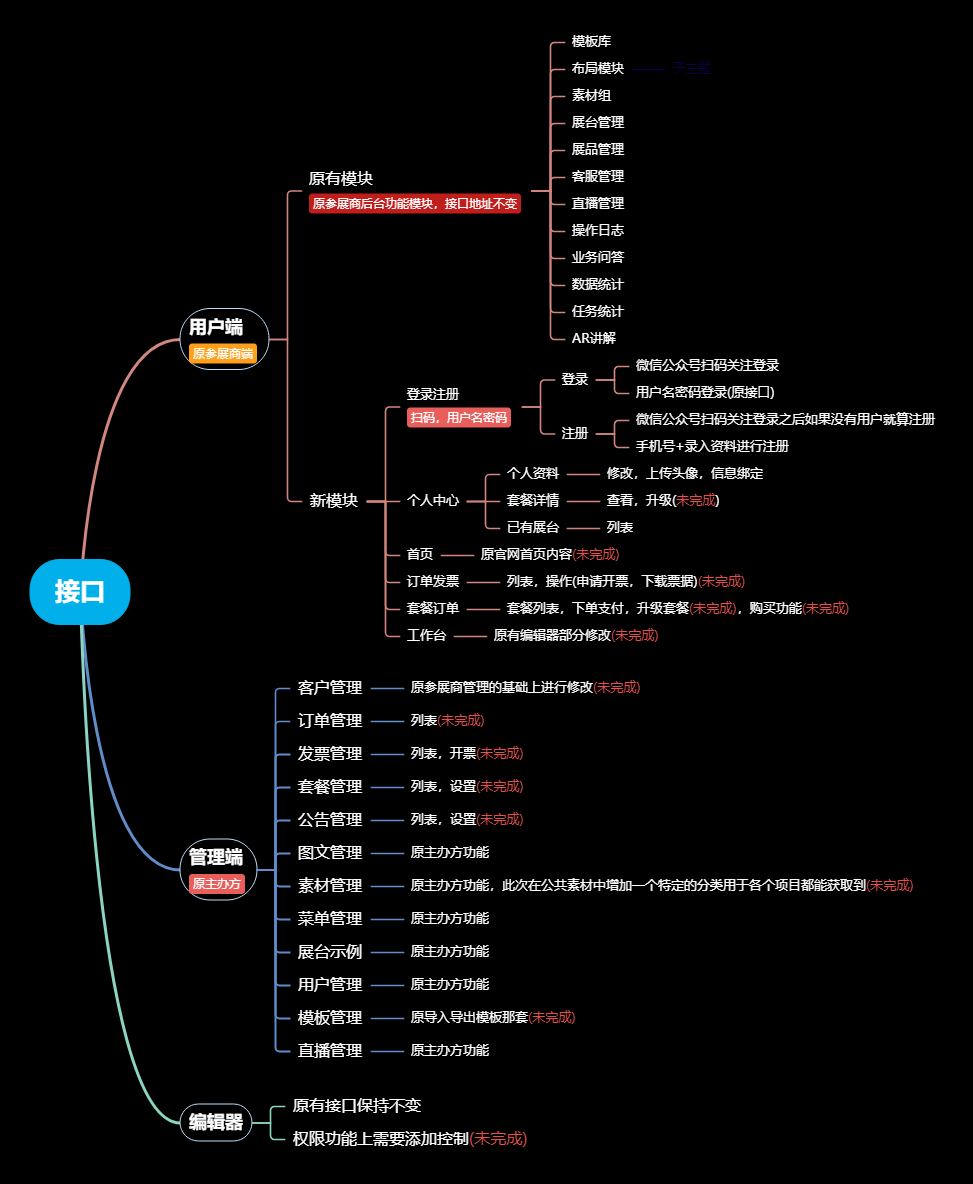 模板库
布局模块
子主题
素材组
展台管理
展品管理
原有模块
客服管理
原参展商后台功能模块，接口地址不变
直播管理
操作日志
业务问答
数据统计
任务统计
AR讲解
用户端
原参展商端
登录注册
扫码，用户名密码
登录
微信公众号扫码关注登录
用户名密码登录(原接口)
注册
微信公众号扫码关注登录之后如果没有用户就算注册
手机号+录入资料进行注册
新模块
个人中心
个人资料
修改，上传头像，信息绑定
套餐详情
查看，升级(未完成)
已有展台
列表
首页
原官网首页内容(未完成)
订单发票
列表，操作(申请开票，下载票据)(未完成)
套餐订单
套餐列表，下单支付，升级套餐(未完成)，购买功能(未完成)
工作台
原有编辑器部分修改(未完成)
接口
客户管理
原参展商管理的基础上进行修改(未完成)
订单管理
列表(未完成)
发票管理
列表，开票(未完成)
套餐管理
列表，设置(未完成)
公告管理
列表，设置(未完成)
图文管理
原主办方功能
管理端
原主办方
素材管理
原主办方功能，此次在公共素材中增加一个特定的分类用于各个项目都能获取到(未完成)
菜单管理
原主办方功能
展台示例
原主办方功能
用户管理
原主办方功能
模板管理
原导入导出模板那套(未完成)
直播管理
原主办方功能
编辑器
原有接口保持不变
权限功能上需要添加控制(未完成)